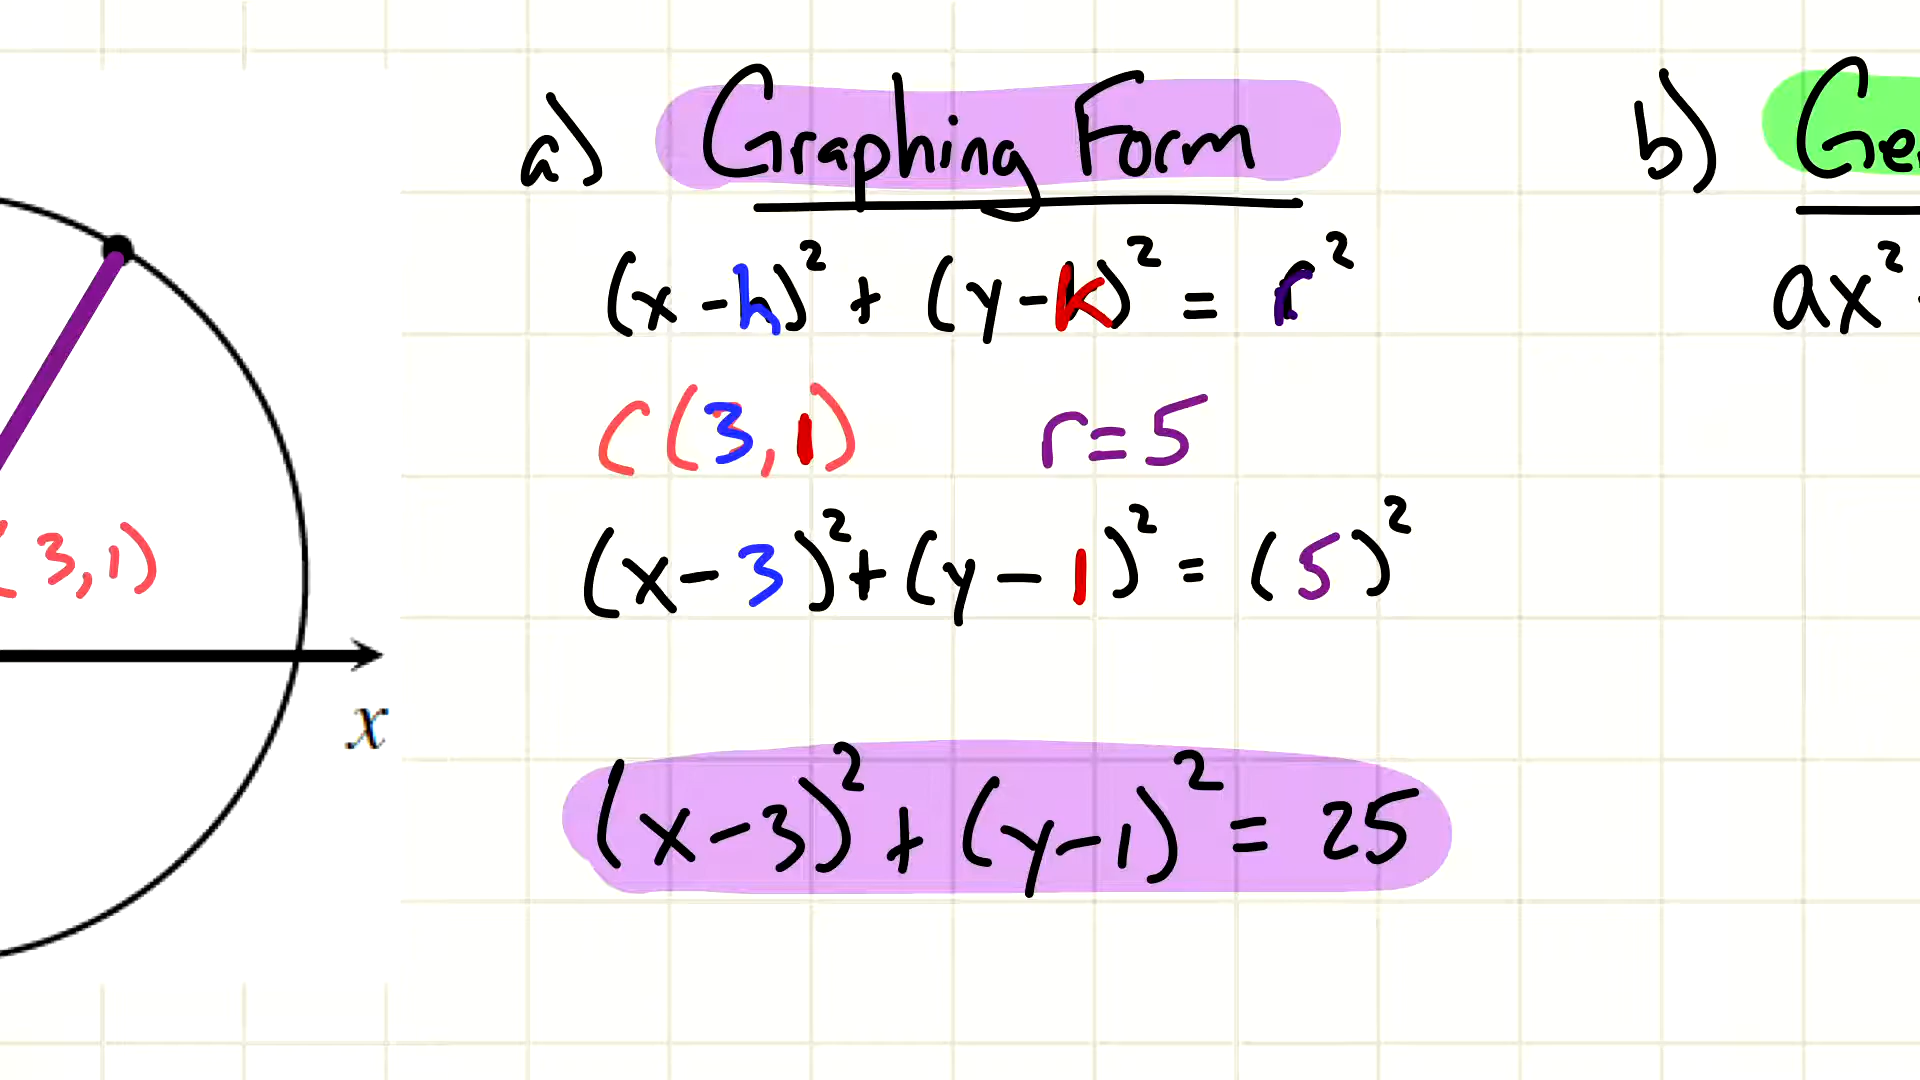 a) Graphing Form
(x-h)² + (y-k)² = r²
C(3,1) r=5
(x-3)²+(y-1)² = (5)²
(x-3)² + (y-1)² = 25
(3,1)
x
b) Ge
ax²